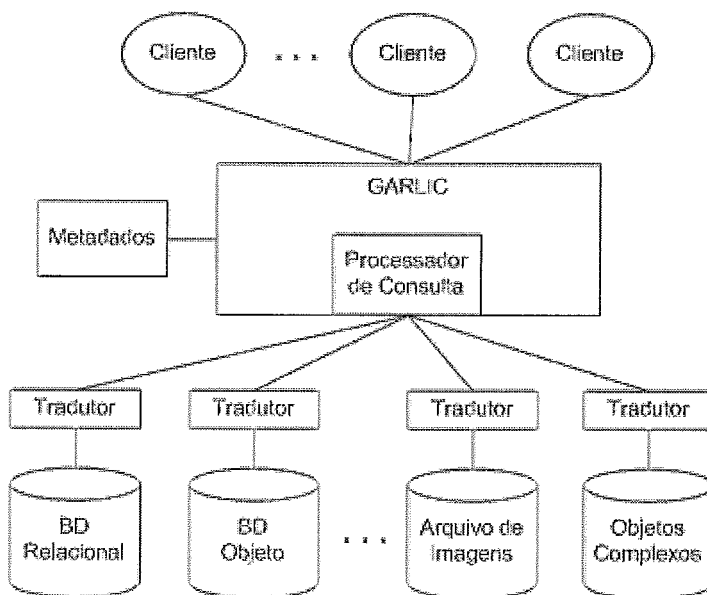 Cliente ... Cliente Cliente
GARLIC
Metadados
Processador
de Consulta
Tradutor Tradutor Tradutor Tradutor
BD
Relacional
BD
Objeto
...
Arquivo de
Imagens
Objetos
Complexos